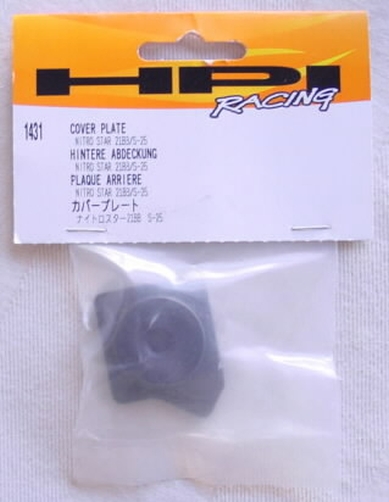 HPI
RACING
1431
COVER PLATE
NITRO STAR 21BB/S-25
HINTERE ABDECKUNG
NITRO STAR 21BB/S-25
PLAQUE ARRIERE
NITRO STAR 21BB/S-25
カバープレート
ナイトロスター21BB S-25